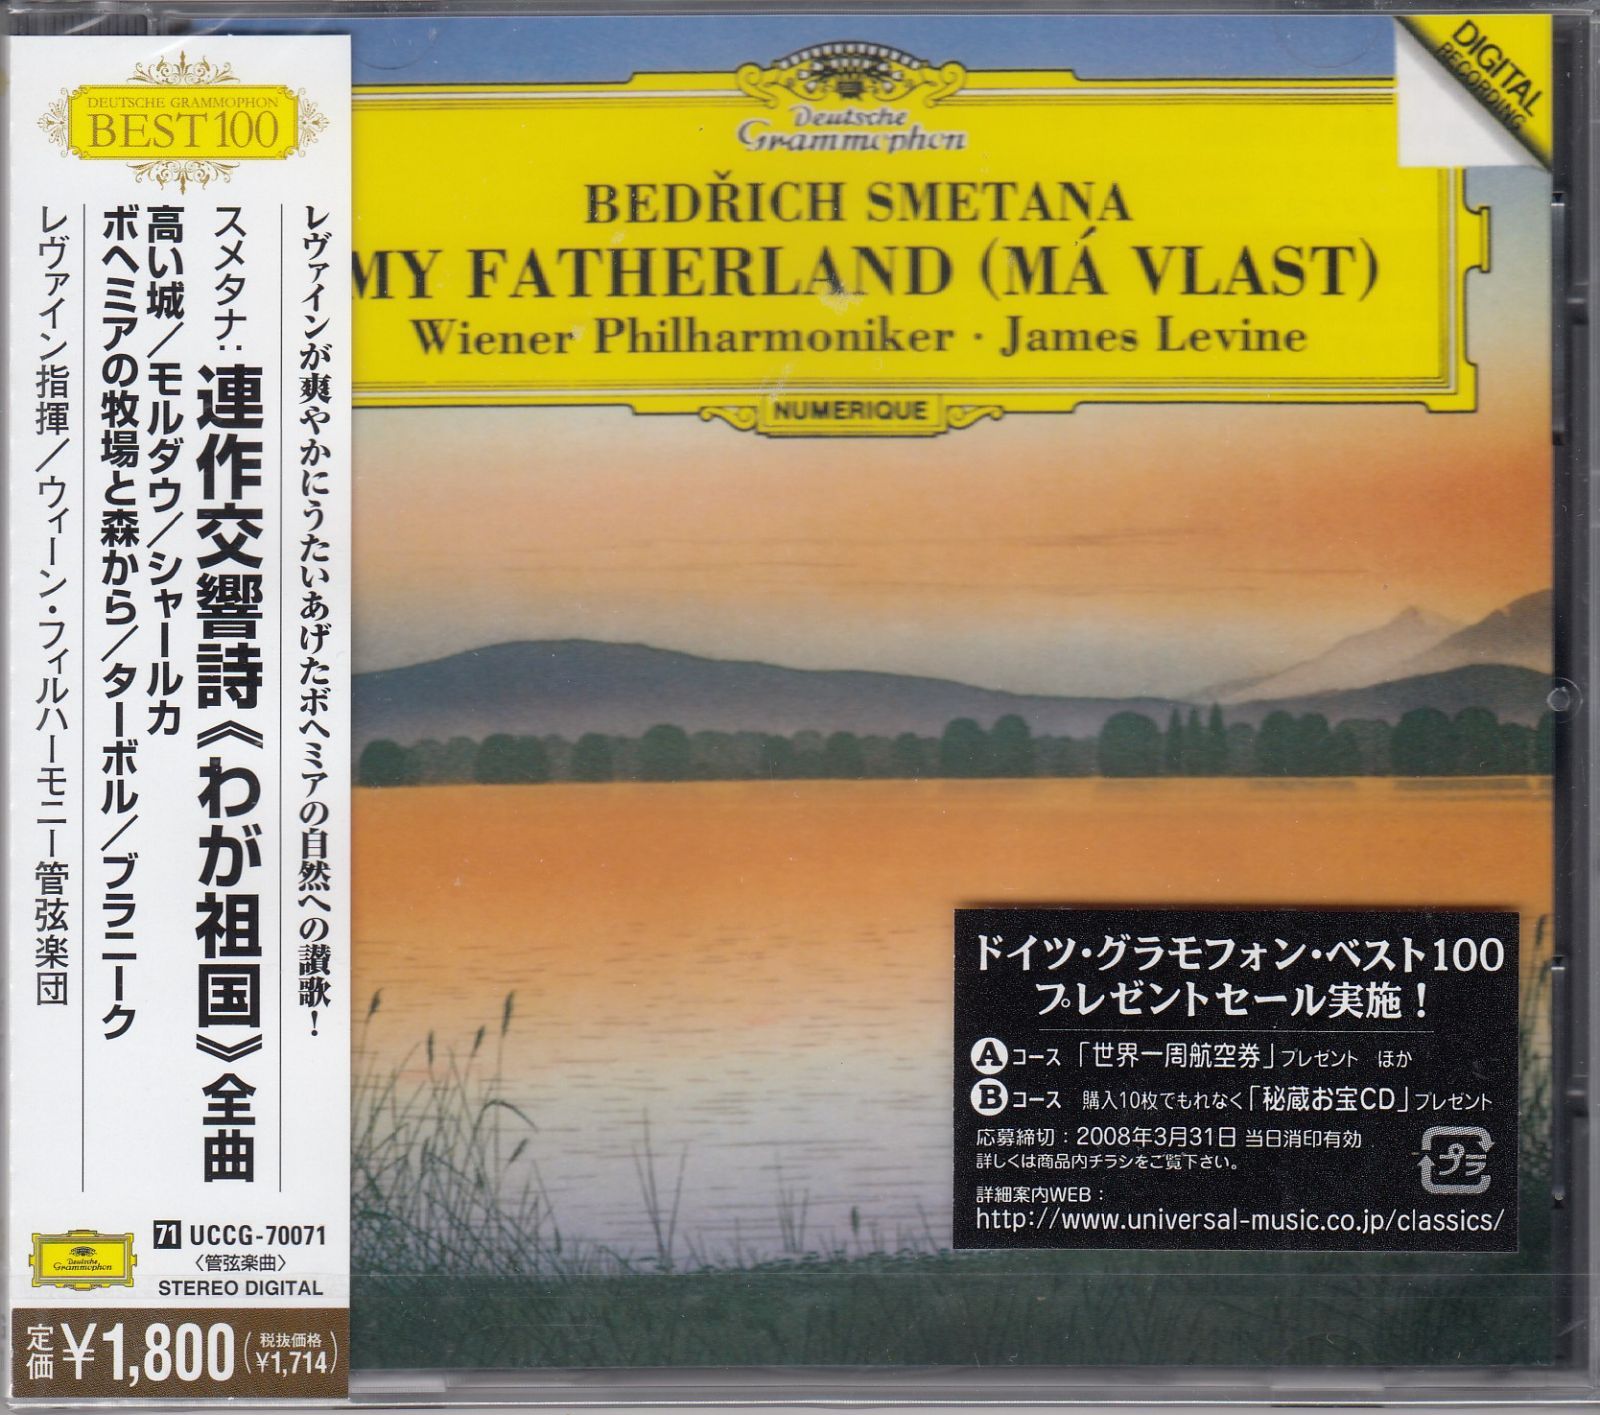 DEUTSCHE GRAMMOPHON
BEST 100
レヴァインが爽やかにうたいあげたボヘミアの自然への讃歌!
スメタナ:連作交響詩《わが祖国》全曲
高い城/モルダウ/シャールカ
ボヘミアの牧場と森から/ターボル/ブラニーク
レヴァイン指揮/ウィーン・フィルハーモニー管弦楽団
Deutsche
Grammophon
71 UCCG-70071
〈管弦楽曲〉
STEREO DIGITAL
定価 ¥1,800 (税抜価格 ¥1,714)
DIGITAL
RECORDING
Deutsche
Grammophon
BEDŘICH SMETANA
MY FATHERLAND (MÁ VLAST)
Wiener Philharmoniker · James Levine
NUMERIQUE
ドイツ・グラモフォン・ベスト100
プレゼントセール実施!
Aコース 「世界一周航空券」プレゼント ほか
Bコース 購入10枚でもれなく「秘蔵お宝CD」プレゼント
応募締切:2008年3月31日 当日消印有効
詳しくは商品内チラシをご覧下さい。
プラ
詳細案内WEB:
http://www.universal-music.co.jp/classics/